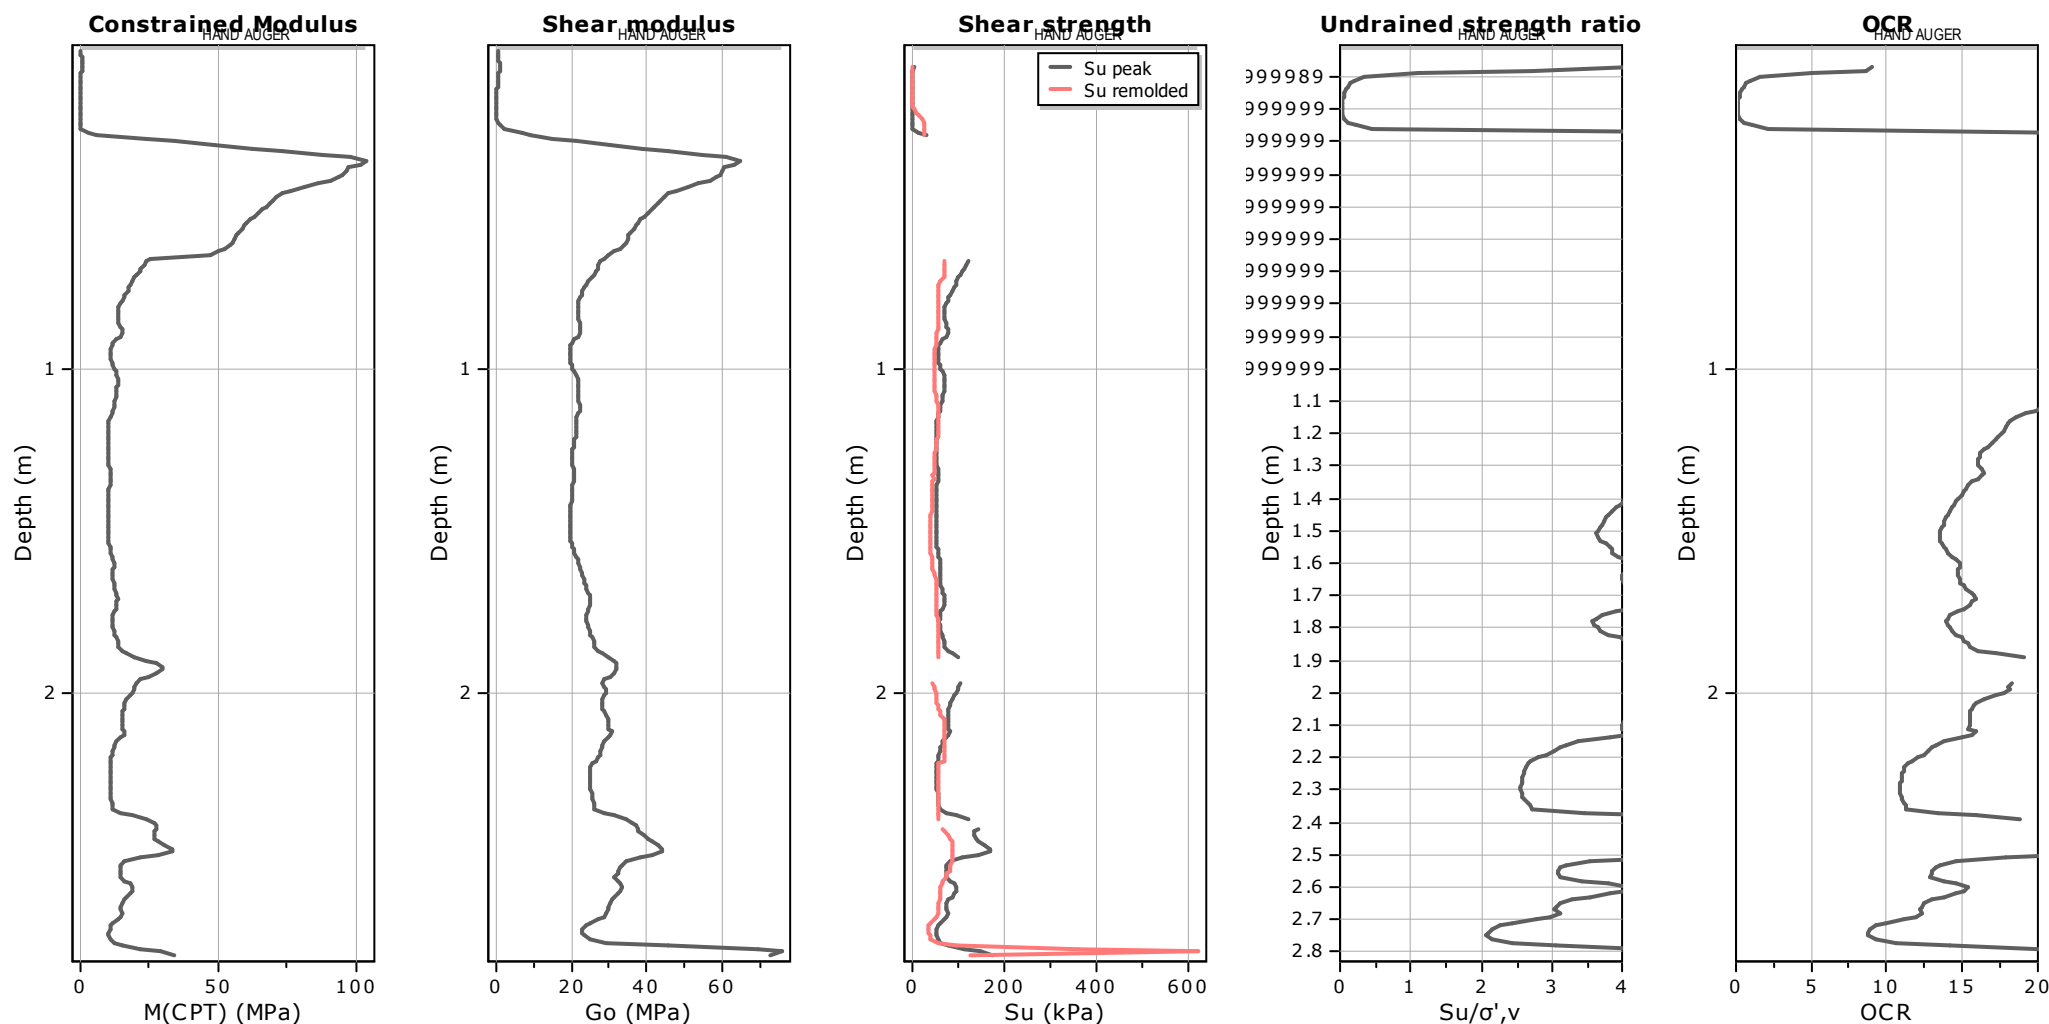 Constrained Modulus
HAND AUGER
Depth (m)
1
2
0
50
100
M(CPT) (MPa)
Shear modulus
HAND AUGER
Depth (m)
1
2
0
20
40
60
Go (MPa)
Shear strength
HAND AUGER
Su peak
Su remolded
Depth (m)
1
2
0
200
400
600
Su (kPa)
Undrained strength ratio
HAND AUGER
Depth (m)
999989
999999
999999
999999
999999
999999
999999
999999
999999
999999
1.1
1.2
1.3
1.4
1.5
1.6
1.7
1.8
1.9
2
2.1
2.2
2.3
2.4
2.5
2.6
2.7
2.8
0
1
2
3
4
Su/σ',v
OCR
HAND AUGER
Depth (m)
1
2
0
5
10
15
20
OCR